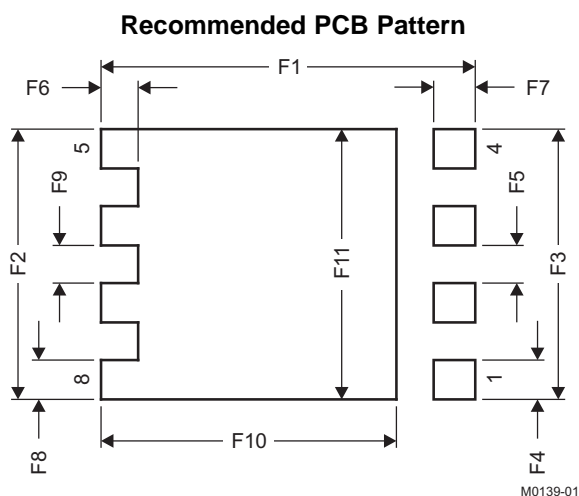 Recommended PCB Pattern
F1
F6
F7
5
4
F9
F5
F2
F11
F3
8
1
F10
F8
F4
M0139-01